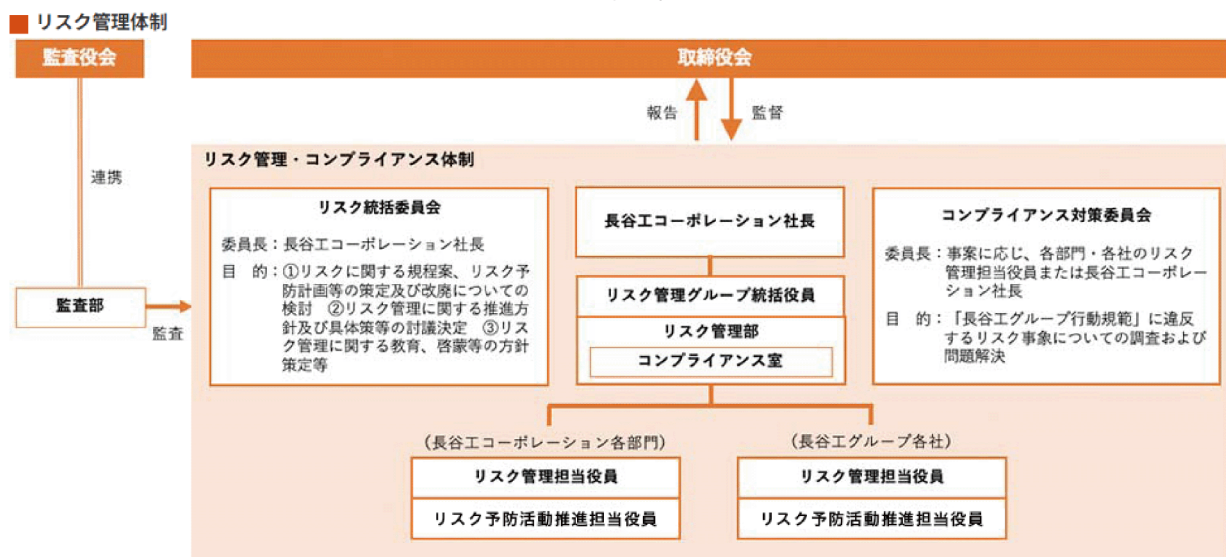 リスク管理体制
監査役会
取締役会
報告
監督
連携
監査部
監査
リスク管理・コンプライアンス体制
リスク統括委員会
委員長：長谷工コーポレーション社長
目　的：①リスクに関する規程案、リスク予
防計画等の策定及び改廃についての
検討　②リスク管理に関する推進方
針及び具体策等の討議決定　③リス
ク管理に関する教育、啓蒙等の方針
策定等
長谷工コーポレーション社長
リスク管理グループ統括役員
リスク管理部
コンプライアンス室
コンプライアンス対策委員会
委員長：事案に応じ、各部門・各社のリスク
管理担当役員または長谷工コーポレー
ション社長
目　的：「長谷工グループ行動規範」に違反
するリスク事象についての調査および
問題解決
（長谷工コーポレーション各部門）
リスク管理担当役員
リスク予防活動推進担当役員
（長谷工グループ各社）
リスク管理担当役員
リスク予防活動推進担当役員